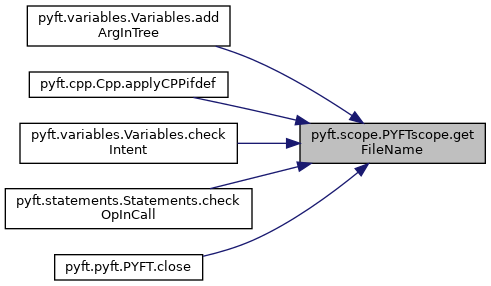 pyft.variables.Variables.add
ArgInTree
pyft.cpp.Cpp.applyCPPifdef
pyft.variables.Variables.check
Intent
pyft.scope.PYFTscope.get
FileName
pyft.statements.Statements.check
OpInCall
pyft.pyft.PYFT.close